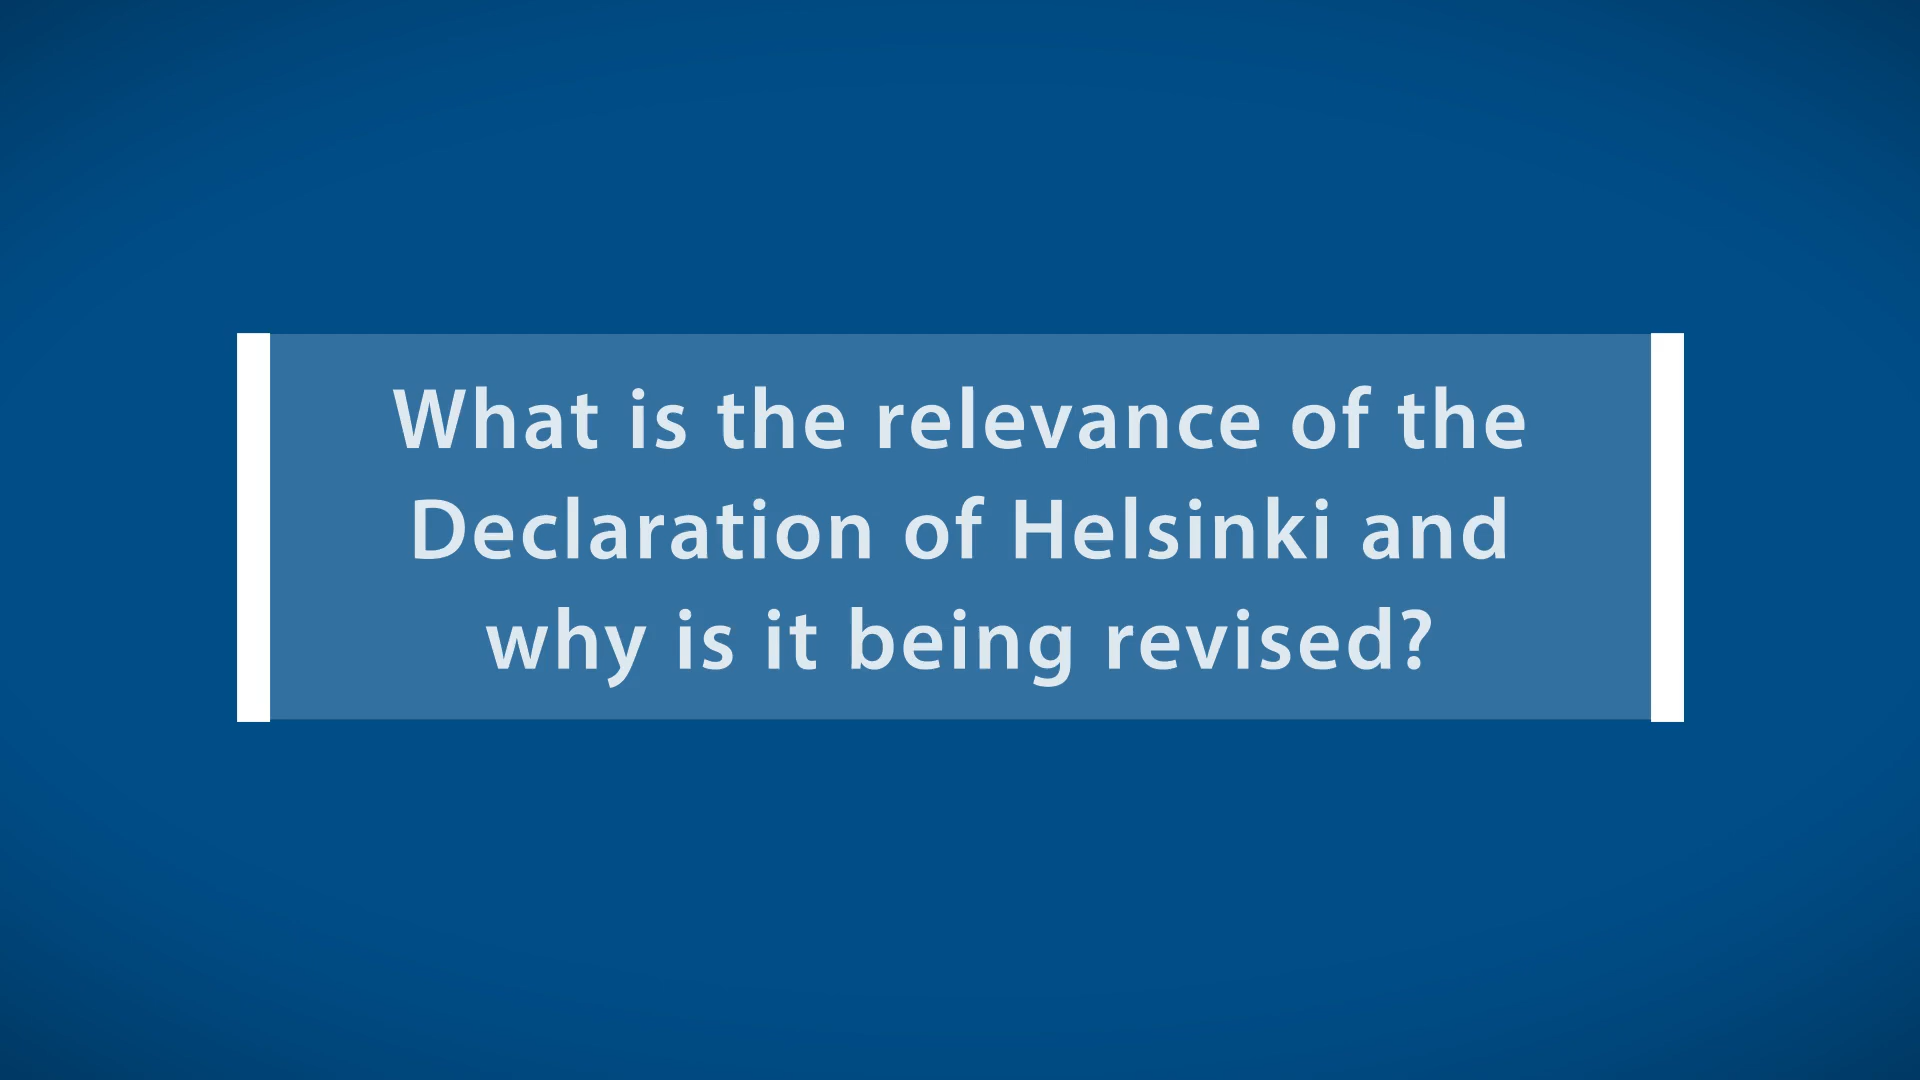 What is the relevance of the
Declaration of Helsinki and
why is it being revised?